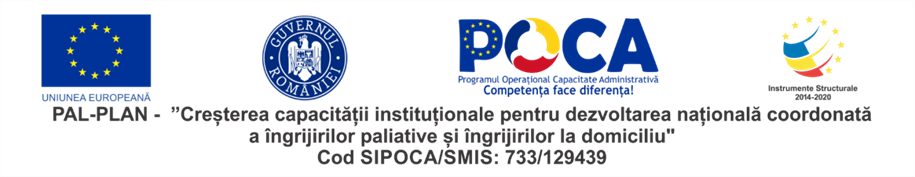 UNIUNEA EUROPEANĂ
GUVERNUL ROMÂNIEI
POCA
Programul Operațional Capacitate Administrativă
Competența face diferența!
Instrumente Structurale
2014-2020
PAL-PLAN - ”Creșterea capacității instituționale pentru dezvoltarea națională coordonată
a îngrijirilor paliative și îngrijirilor la domiciliu"
Cod SIPOCA/SMIS: 733/129439